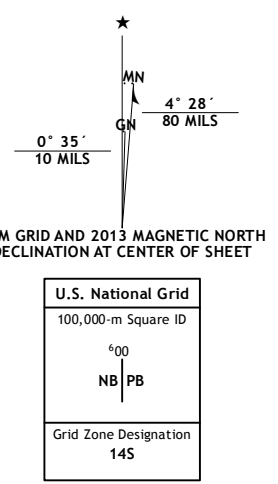 ★
MN
4° 28´
80 MILS
GN
0° 35´
10 MILS
M GRID AND 2013 MAGNETIC NORTH
DECLINATION AT CENTER OF SHEET
U.S. National Grid
100,000-m Square ID
⁶00
NB PB
Grid Zone Designation
14S